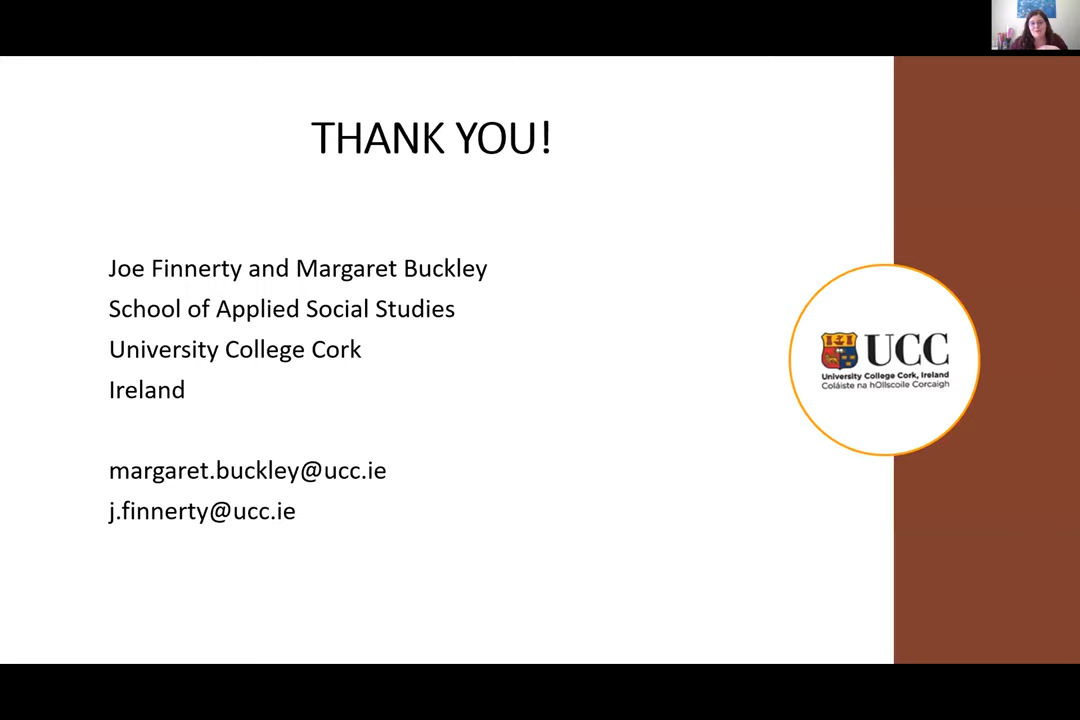 THANK YOU!
Joe Finnerty and Margaret Buckley
School of Applied Social Studies
University College Cork
Ireland
margaret.buckley@ucc.ie
j.finnerty@ucc.ie
UCC
University College Cork, Ireland
Coláiste na hOllscoile Corcaigh